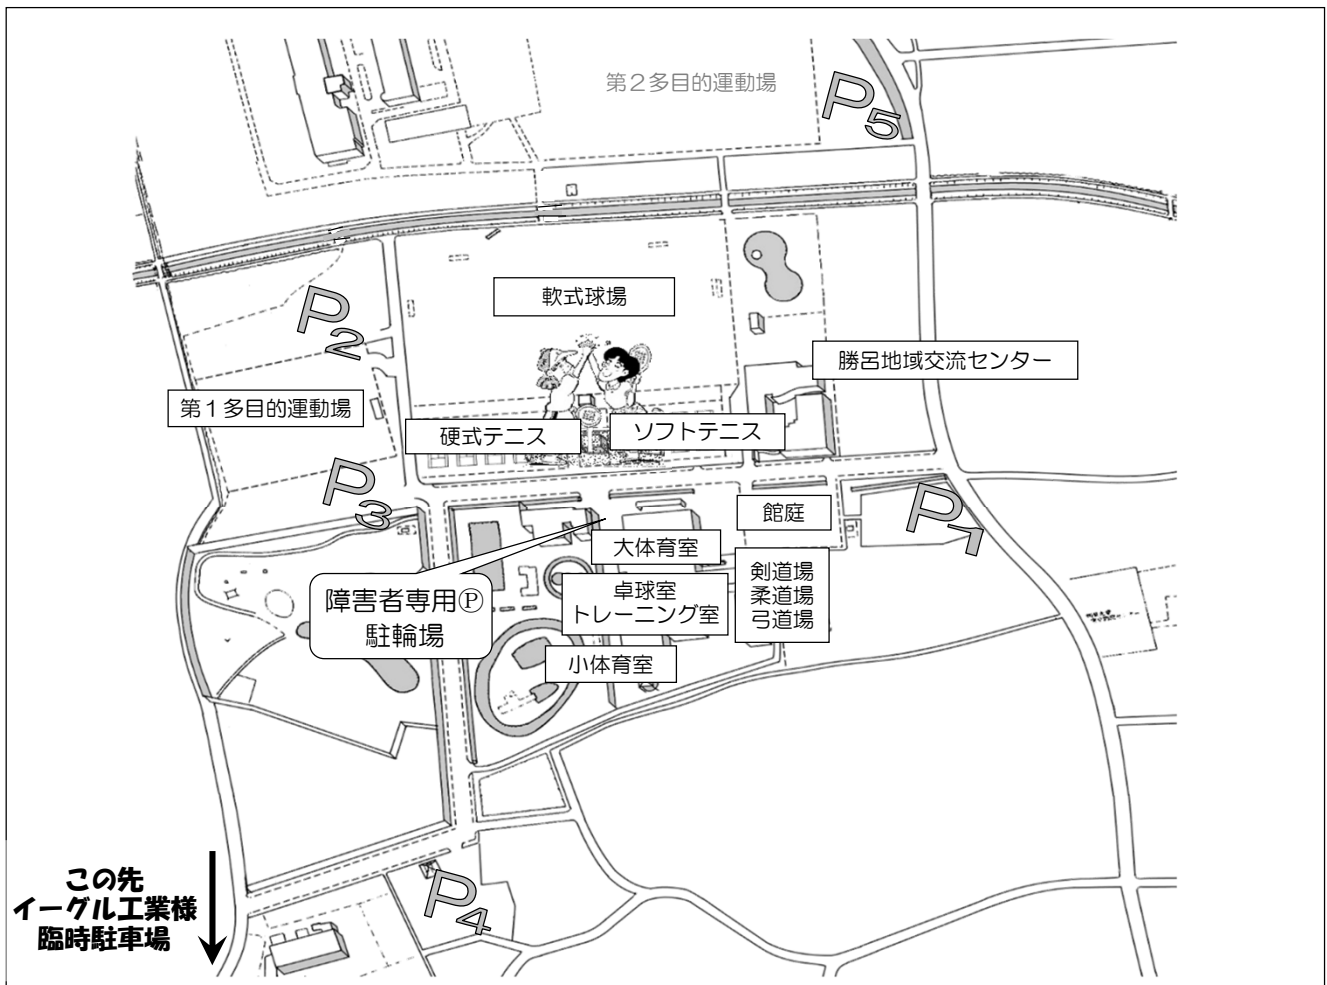 第２多目的運動場
P5
P2
軟式球場
勝呂地域交流センター
第１多目的運動場
硬式テニス
ソフトテニス
P3
P1
館庭
大体育室
剣道場
柔道場
弓道場
障害者専用Ⓟ
駐輪場
卓球室
トレーニング室
小体育室
P4
この先
イーグル工業様
臨時駐車場